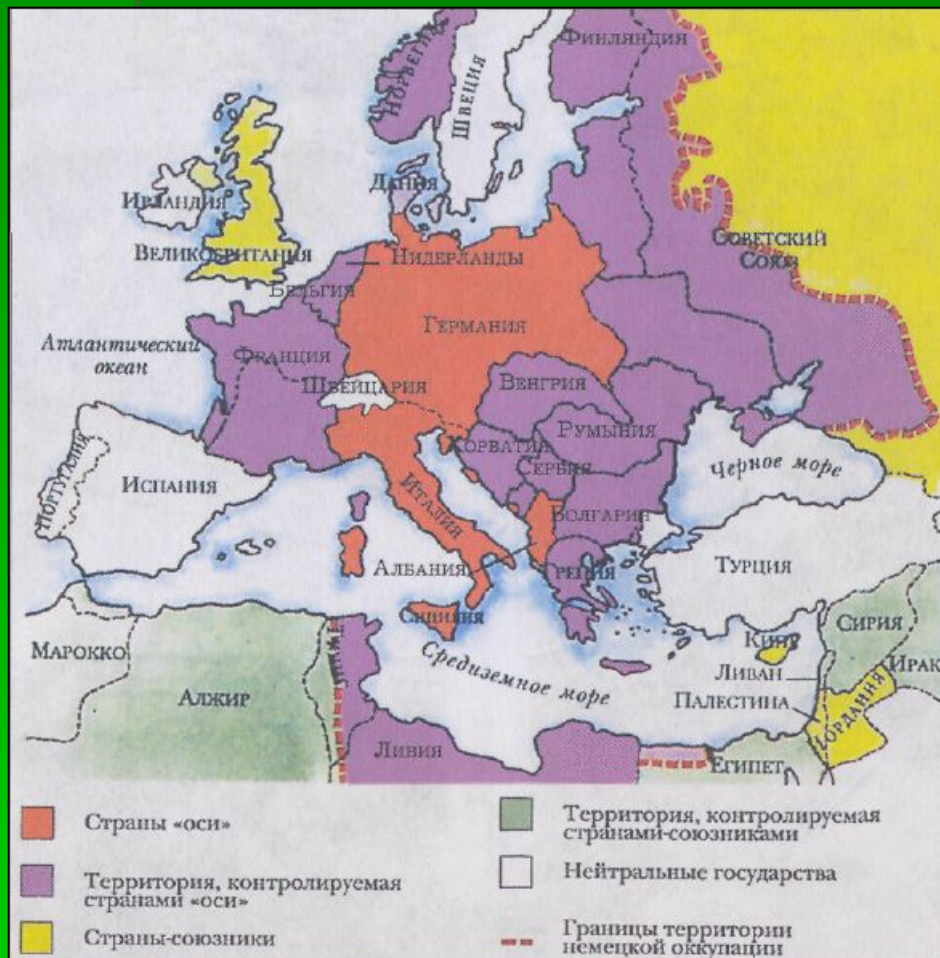 Норвегия
Швеция
Финляндия
Ирландия
Дания
Великобритания
Нидерланды
Бельгия
Советский
Союз
Германия
Атлантический
океан
Франция
Швейцария
Венгрия
Румыния
Хорватия
Сербия
Черное море
Португалия
Испания
Италия
Болгария
Албания
Греция
Турция
Сицилия
Кипр
Сирия
Марокко
Средиземное море
Ливан
Ирак
Алжир
Палестина
Иордания
Ливия
Египет
Страны «оси»
Территория, контролируемая
странами «оси»
Страны-союзники
Территория, контролируемая
странами-союзниками
Нейтральные государства
Границы территории
немецкой оккупации